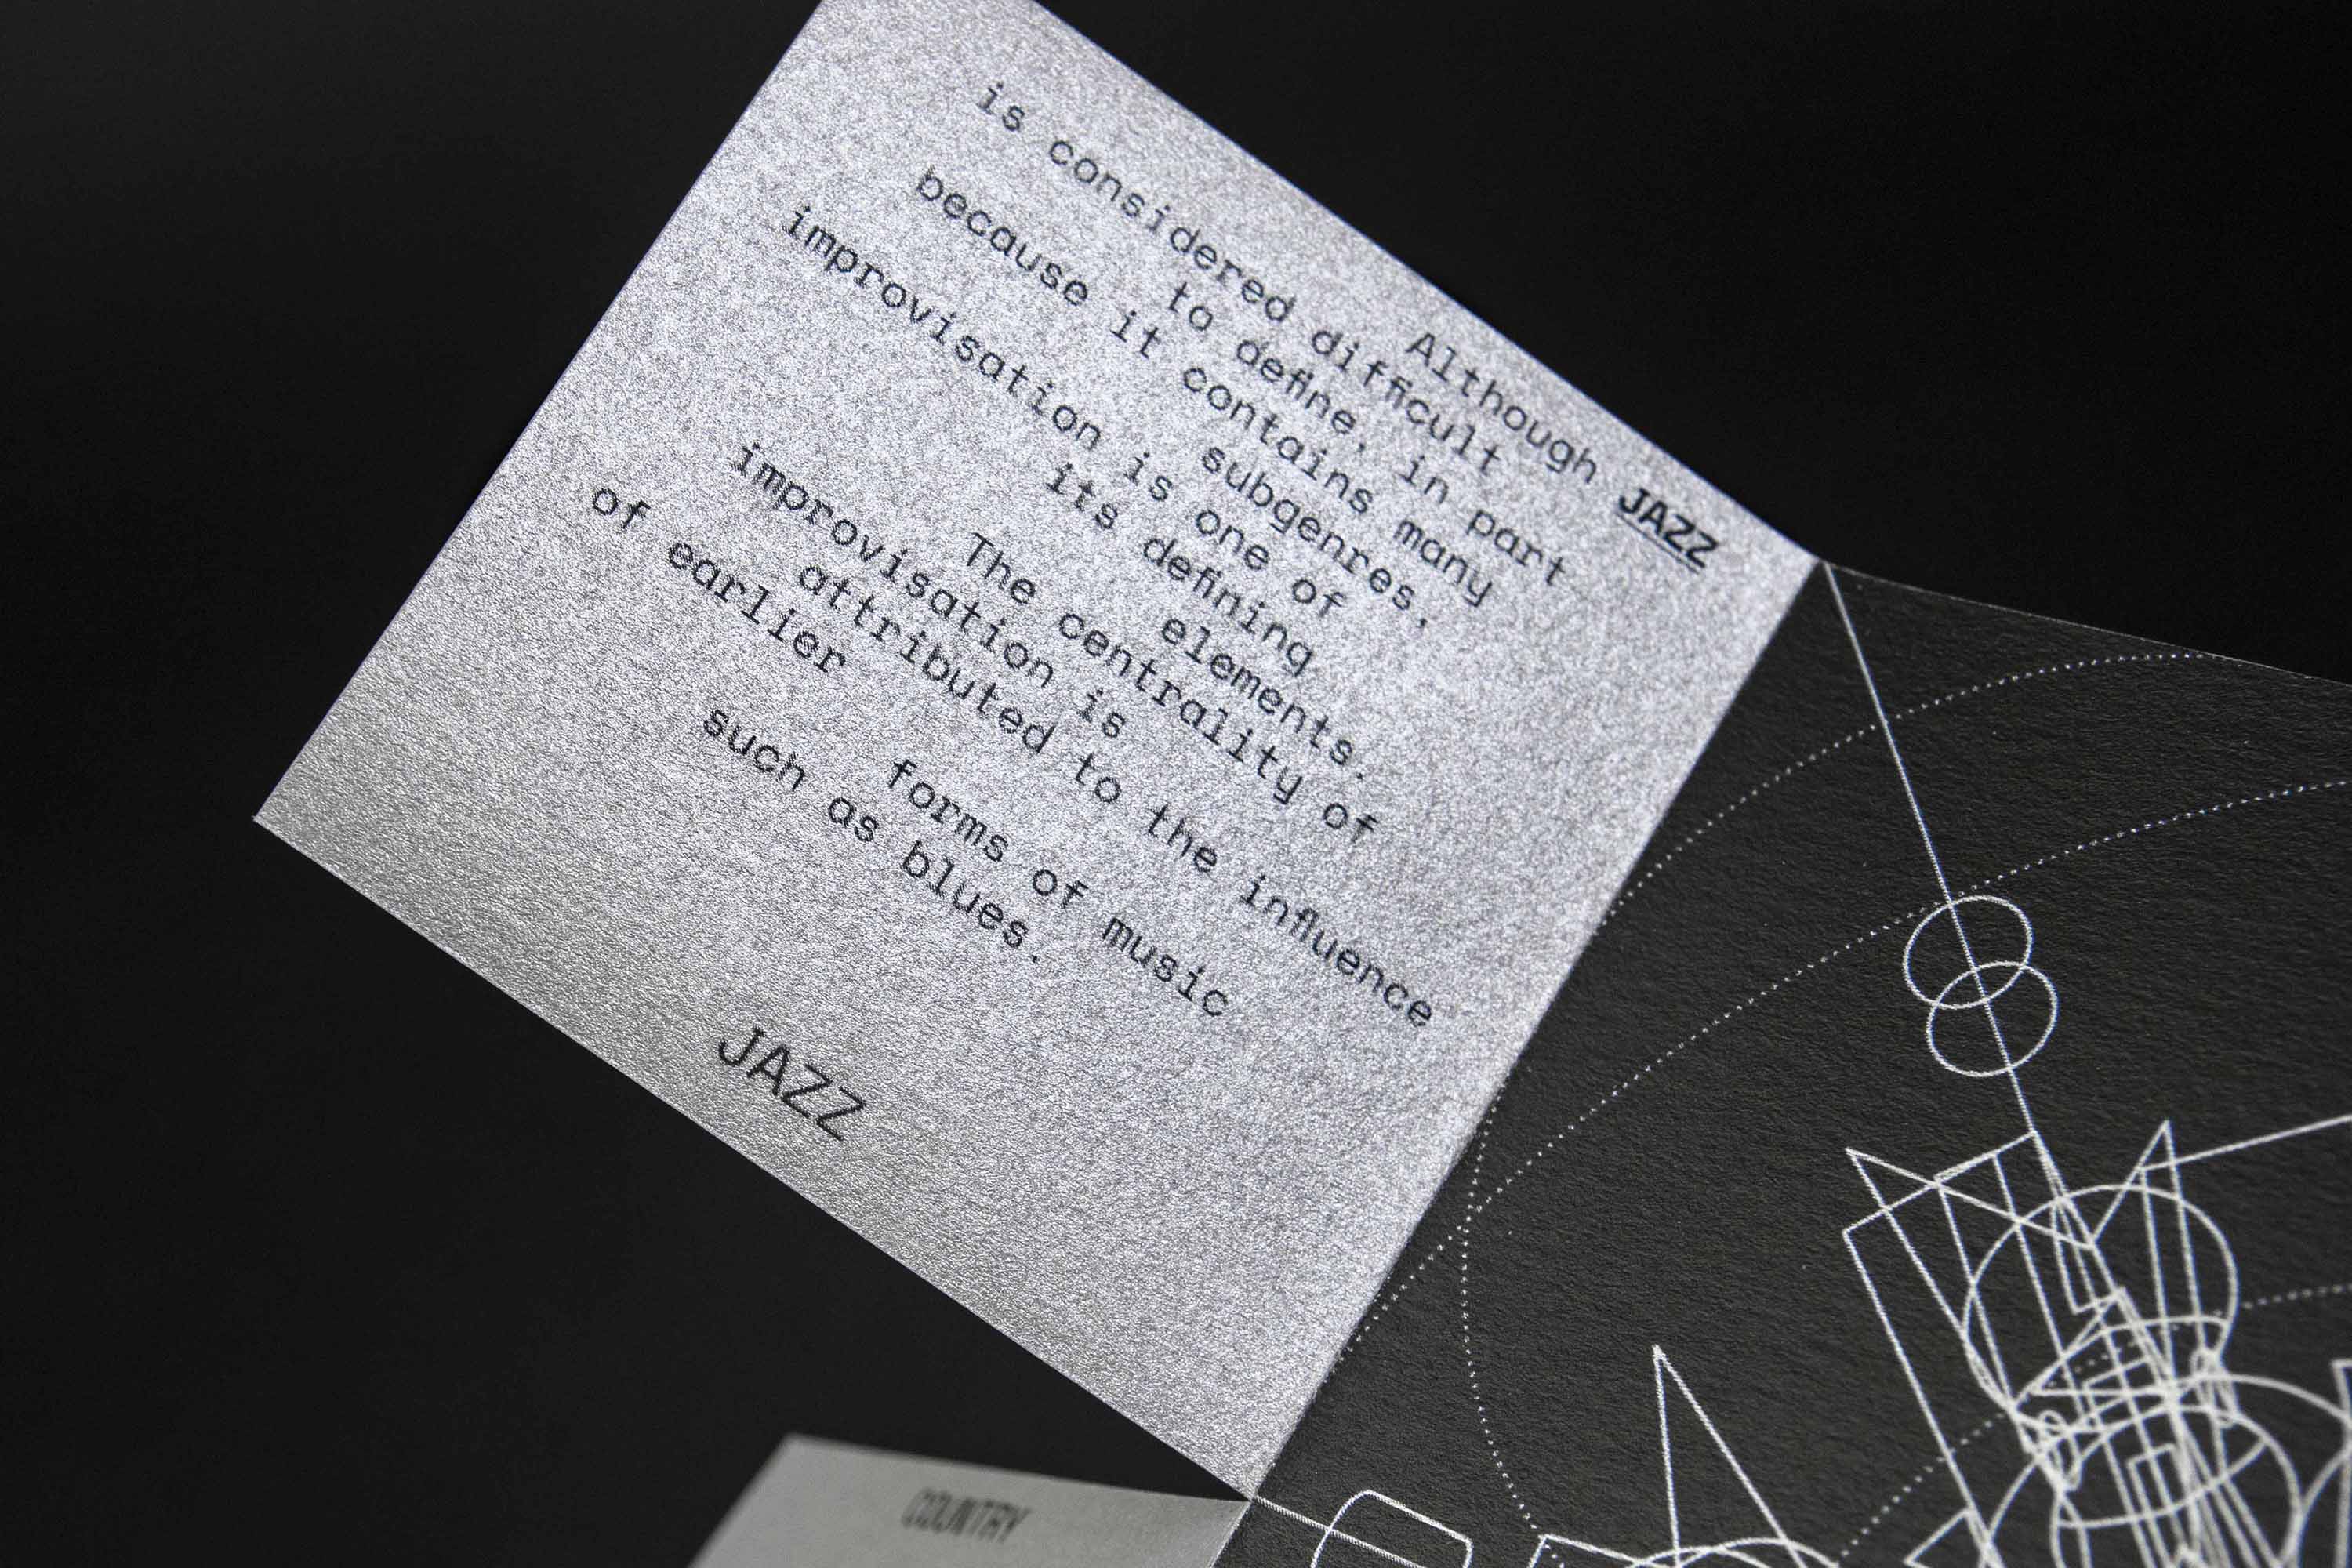 Although JAZZ
is considered difficult
to define, in part
because it contains many
subgenres.
improvisation is one of
its defining
elements.
The centrality of
improvisation is
attributed to the influence
of earlier
forms of music
such as blues.
JAZZ
COUNTRY